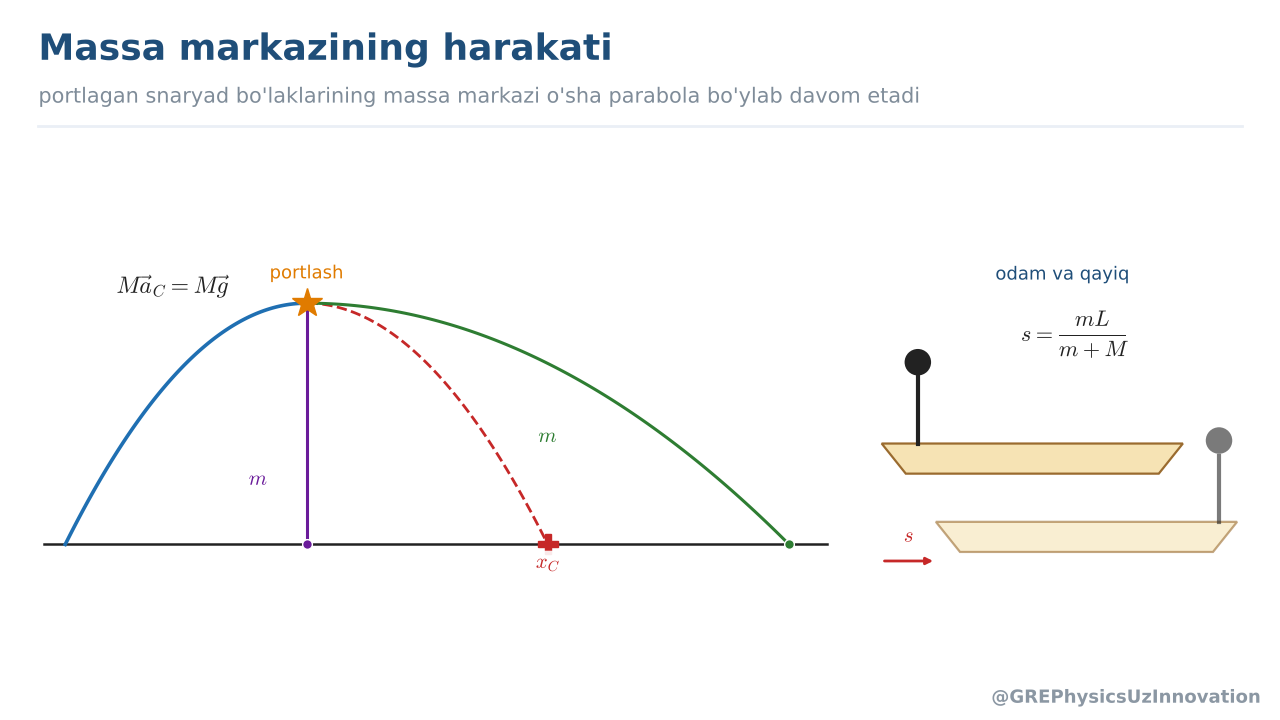 Massa markazining harakati
portlagan snaryad bo'laklarining massa markazi o'sha parabola bo'ylab davom etadi
$M\vec{a}_C = M\vec{g}$
portlash
m
m
$x_C$
odam va qayiq
$s = \frac{mL}{m + M}$
s
@GREPhysicsUzInnovation